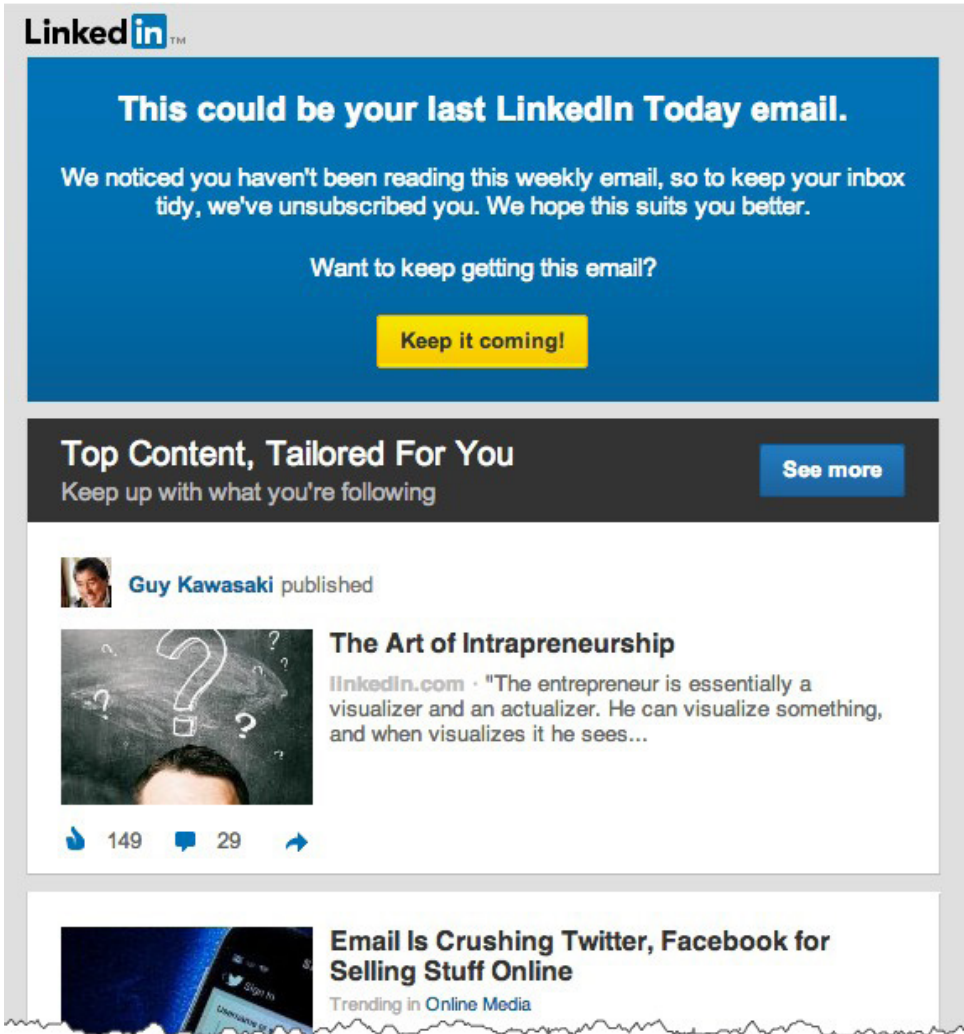 Linked in TM
This could be your last LinkedIn Today email.
We noticed you haven't been reading this weekly email, so to keep your inbox
tidy, we've unsubscribed you. We hope this suits you better.
Want to keep getting this email?
Keep it coming!
Top Content, Tailored For You
Keep up with what you're following
See more
Guy Kawasaki published
The Art of Intrapreneurship
linkedin.com · "The entrepreneur is essentially a
visualizer and an actualizer. He can visualize something,
and when visualizes it he sees...
149 29
Email Is Crushing Twitter, Facebook for
Selling Stuff Online
Trending in Online Media
Sign in